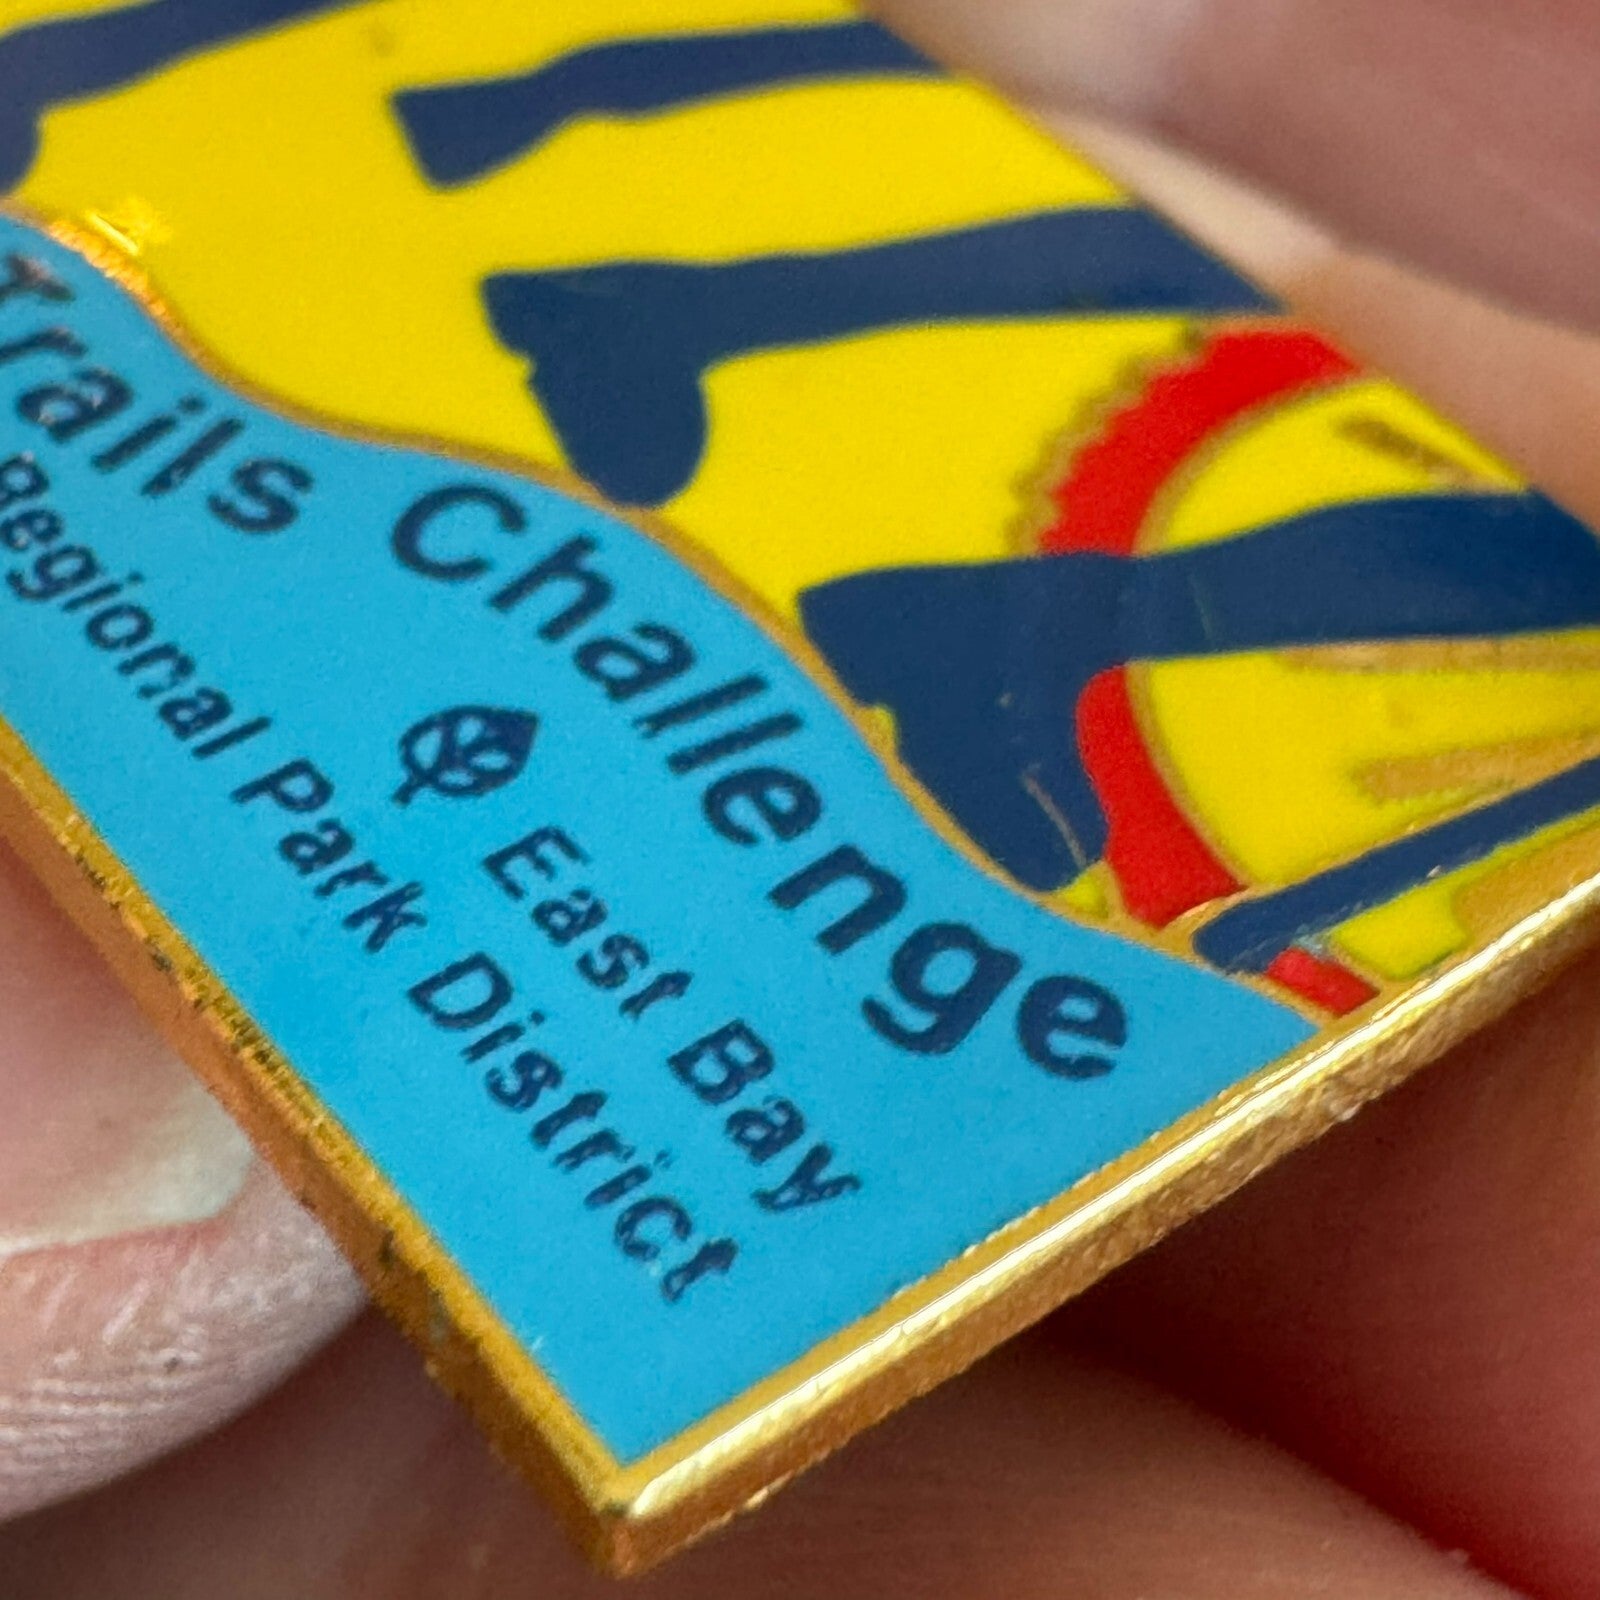 Trails Challenge
East Bay
Regional Park District